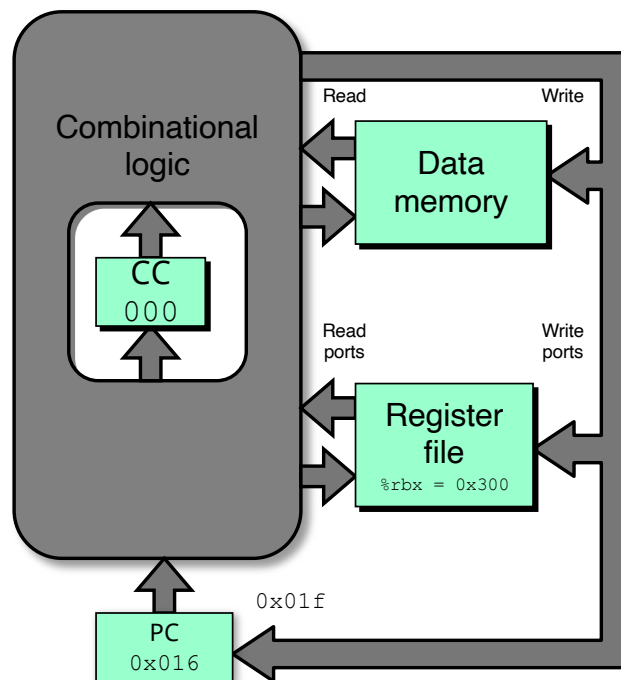 Read
Write
Combinational
logic
Data
memory
CC
000
Read
ports
Write
ports
Register
file
%rbx = 0x300
0x01f
PC
0x016